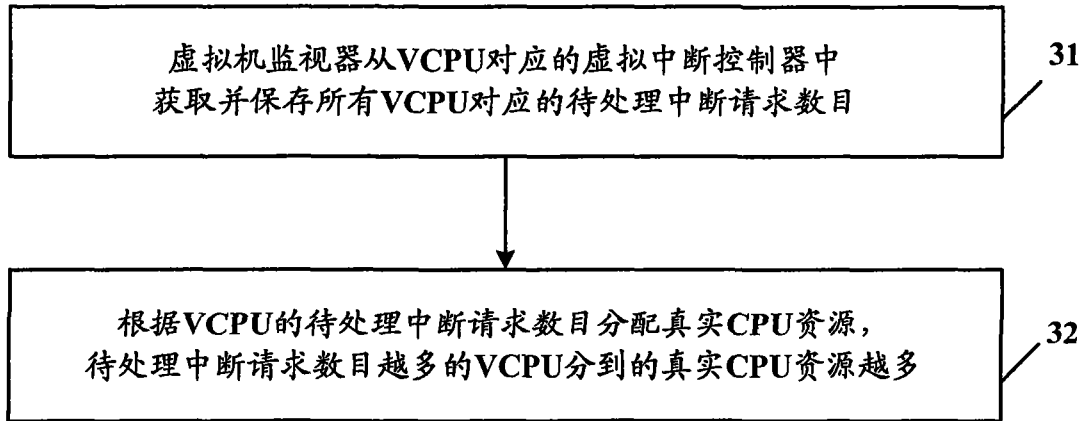 虚拟机监视器从VCPU对应的虚拟中断控制器中
获取并保存所有VCPU对应的待处理中断请求数目
31
根据VCPU的待处理中断请求数目分配真实CPU资源，
待处理中断请求数目越多的VCPU分到的真实CPU资源越多
32